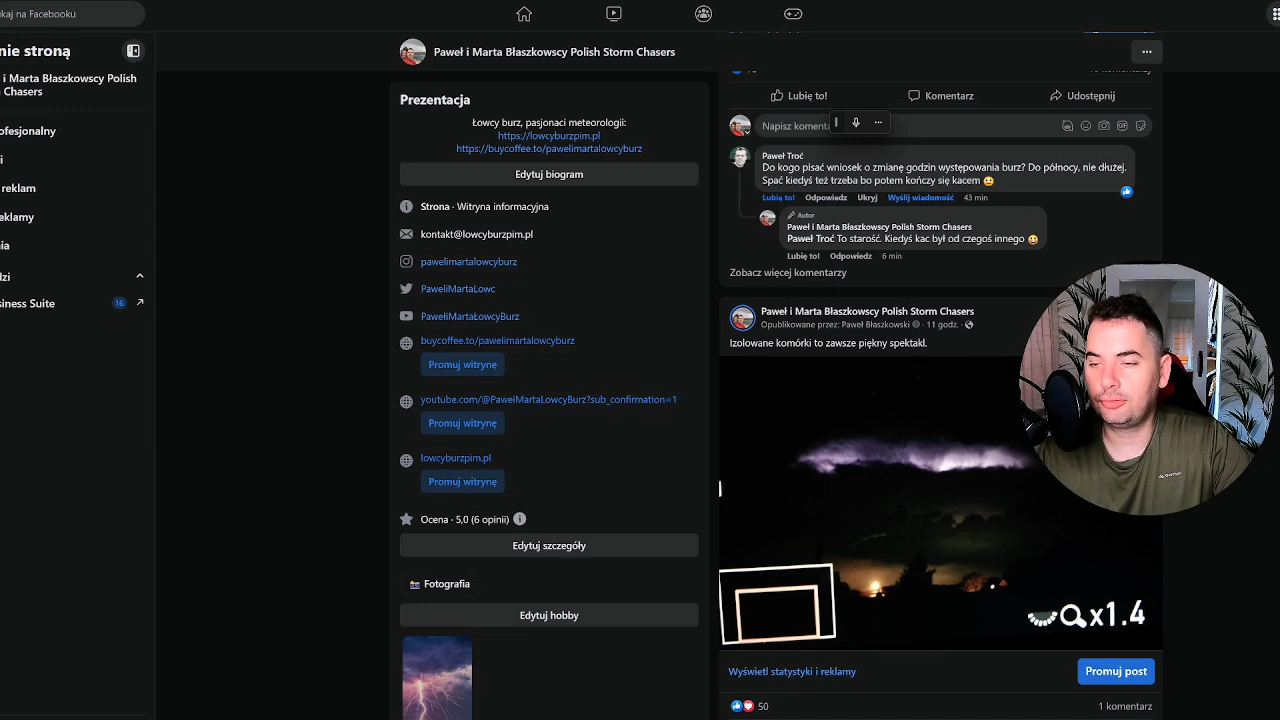 kaj na Facebooku
nie stroną
i Marta Błaszkowscy Polish
Chasers
ofesjonalny
i
reklam
eklamy
nia
dzi
siness Suite
16
Paweł i Marta Błaszkowscy Polish Storm Chasers
Prezentacja
Łowcy burz, pasjonaci meteorologii:
https://lowcyburzpim.pl
https://buycoffee.to/pawelimartalowcyburz
Edytuj biogram
Strona · Witryna informacyjna
kontakt@lowcyburzpim.pl
pawelimartalowcyburz
PaweliMartaLowc
PawełiMartaLowcyBurz
buycoffee.to/pawelimartalowcyburz
Promuj witrynę
youtube.com/@PaweiMartaLowcyBurz?sub_confirmation=1
Promuj witrynę
lowcyburzpim.pl
Promuj witrynę
Ocena · 5,0 (6 opinii)
Edytuj szczegóły
Fotografia
Edytuj hobby
Lubię to!
Komentarz
Udostępnij
Napisz koment
GIF
Paweł Troć
Do kogo pisać wniosek o zmianę godzin występowania burz? Do północy, nie dłużej.
Spać kiedyś też trzeba bo potem kończy się kacem 😀
Lubię to! Odpowiedz Ukryj Wyślij wiadomość 43 min
Autor
Paweł i Marta Błaszkowscy Polish Storm Chasers
Paweł Troć To starość. Kiedyś kac był od czegoś innego 😆
Lubię to! Odpowiedz 6 min
Zobacz więcej komentarzy
Paweł i Marta Błaszkowscy Polish Storm Chasers
Opublikowane przez: Paweł Błaszkowski · 11 godz. ·
Izolowane komórki to zawsze piękny spektakl.
x1.4
Wyświetl statystyki i reklamy
Promuj post
50
1 komentarz